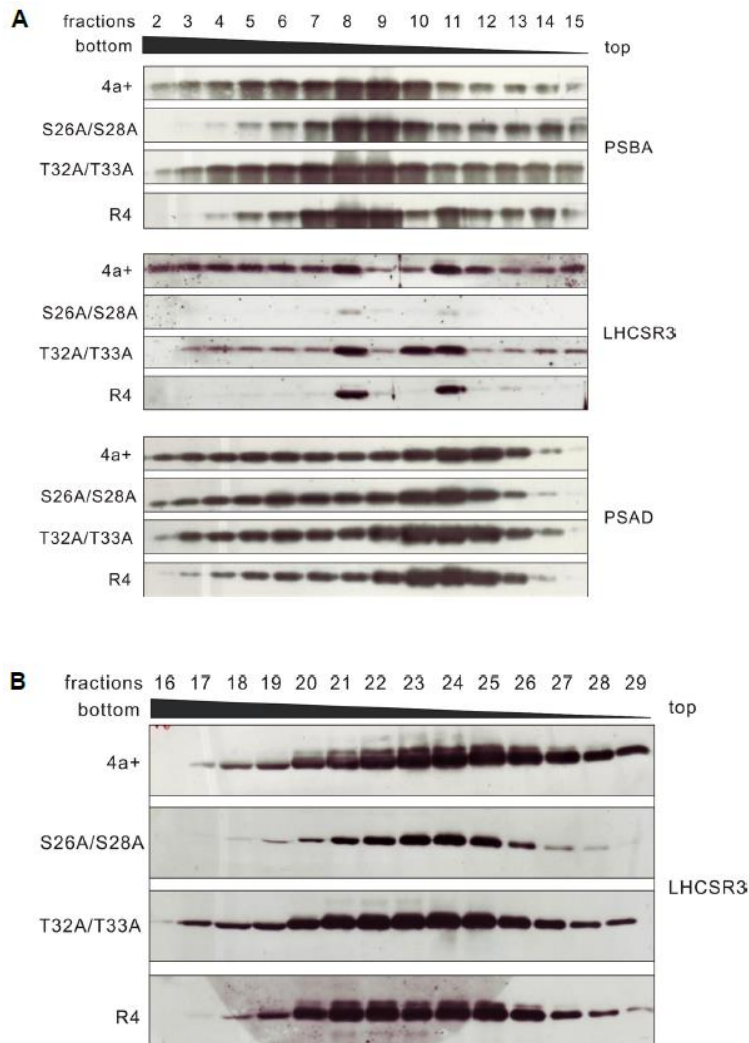 A
fractions 2 3 4 5 6 7 8 9 10 11 12 13 14 15
bottom top
4a+
S26A/S28A
PSBA
T32A/T33A
R4
4a+
S26A/S28A
LHCSR3
T32A/T33A
R4
4a+
S26A/S28A
PSAD
T32A/T33A
R4
B
fractions 16 17 18 19 20 21 22 23 24 25 26 27 28 29
bottom top
4a+
S26A/S28A
LHCSR3
T32A/T33A
R4